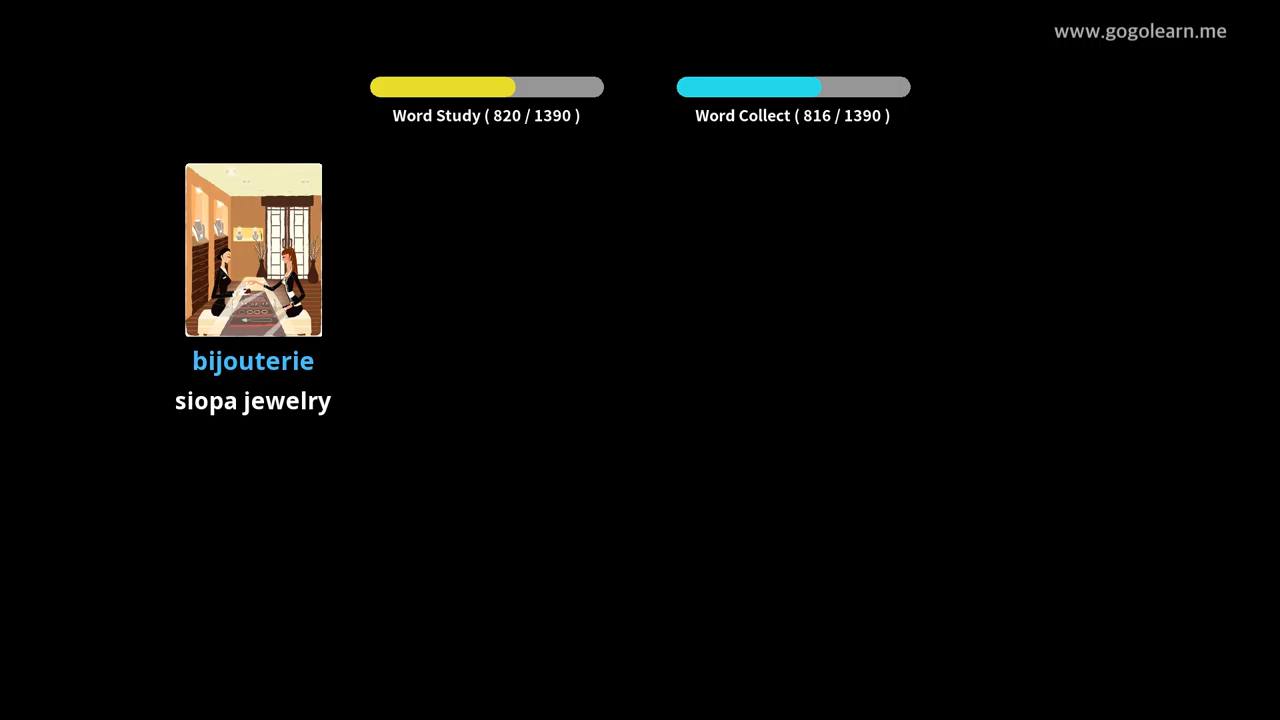 www.gogolearn.me
Word Study ( 820 / 1390 )
Word Collect ( 816 / 1390 )
bijouterie
siopa jewelry